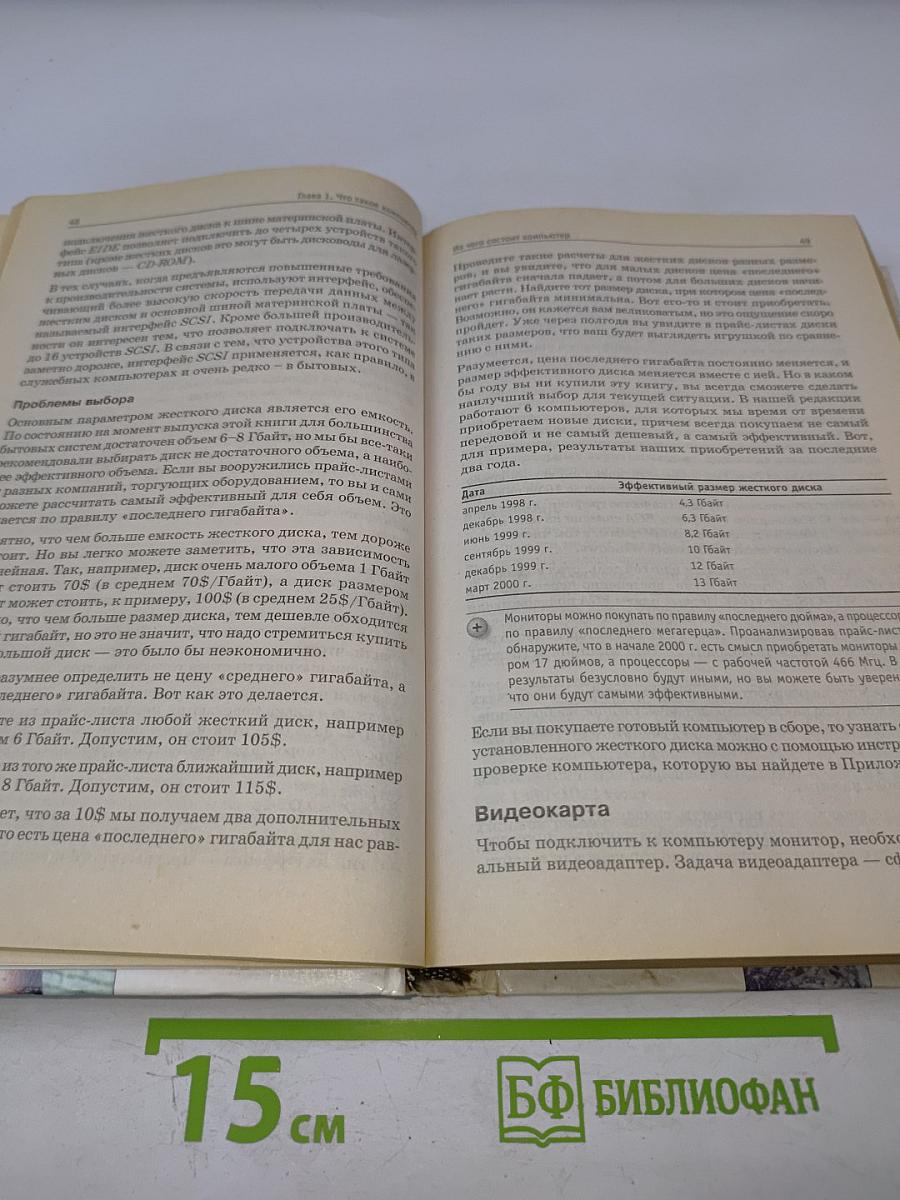 48
Глава 1. Что такое
подключения жесткого диска к шине материнской платы. Интер-
фейс EIDE позволяет подключить до четырех устройств такого
типа (кроме жестких дисков это могут быть дисководы для лазер-
ных дисков — CD-ROM).
В тех случаях, когда предъявляются повышенные требования
к производительности системы, используют интерфейс, обеспе-
чивающий более высокую скорость передачи данных между
жестким диском и основной шиной материнской платы — так
называемый интерфейс SCSI. Кроме большей производитель-
ности он интересен тем, что позволяет подключать к системе
до 16 устройств SCSI. В связи с тем, что устройства этого типа
заметно дороже, интерфейс SCSI применяется, как правило, в
служебных компьютерах и очень редко – в бытовых.
Проблемы выбора
Основным параметром жесткого диска является его емкость.
По состоянию на момент выпуска этой книги для большинства
бытовых систем достаточен объем 6–8 Гбайт, но мы бы все-таки
рекомендовали выбирать диск не достаточного объема, а наибо-
ее эффективного объема. Если вы вооружились прайс-листами
разных компаний, торгующих оборудованием, то вы и сами
ожете рассчитать самый эффективный для себя объем. Это
ается по правилу «последнего гигабайта».
ятно, что чем больше емкость жесткого диска, тем дороже
тоит. Но вы легко можете заметить, что эта зависимость
нейная. Так, например, диск очень малого объема 1 Гбайт
т стоить 70$ (в среднем 70$/Гбайт), а диск размером
т может стоить, к примеру, 100$ (в среднем 25$/Гбайт).
о, что чем больше размер диска, тем дешевле обходится
гигабайт, но это не значит, что надо стремиться купить
ольшой диск — это было бы неэкономично.
азумнее определить не цену «среднего» гигабайта, а
леднего» гигабайта. Вот как это делается.
те из прайс-листа любой жесткий диск, например
м 6 Гбайт. Допустим, он стоит 105$.
из того же прайс-листа ближайший диск, например
8 Гбайт. Допустим, он стоит 115$.
ет, что за 10$ мы получаем два дополнительных
то есть цена «последнего» гигабайта для нас рав-
Из чего состоит компьютер
49
Проведите такие расчеты для жестких дисков разных разме-
ров, и вы увидите, что для малых дисков цена «последнего»
гигабайта сначала падает, а потом для больших дисков начи-
нает расти. Найдите тот размер диска, при котором цена «послед-
него» гигабайта минимальна. Вот его-то и стоит приобретать.
Возможно, он кажется вам великоватым, но это ощущение скоро
пройдет. Уже через полгода вы увидите в прайс-листах диски
таких размеров, что ваш будет выглядеть игрушкой по сравне-
нию с ними.
Разумеется, цена последнего гигабайта постоянно меняется, и
размер эффективного диска меняется вместе с ней. Но в каком
бы году вы ни купили эту книгу, вы всегда сможете сделать
наилучший выбор для текущей ситуации. В нашей редакции
работают 6 компьютеров, для которых мы время от времени
приобретаем новые диски, причем всегда покупаем не самый
передовой и не самый дешевый, а самый эффективный. Вот,
для примера, результаты наших приобретений за последние
два года.
Дата Эффективный размер жесткого диска
апрель 1998 г. 4,3 Гбайт
декабрь 1998 г. 6,3 Гбайт
июнь 1999 г. 8,2 Гбайт
сентябрь 1999 г. 10 Гбайт
декабрь 1999 г. 12 Гбайт
март 2000 г. 13 Гбайт
Мониторы можно покупать по правилу «последнего дюйма», а процессор
по правилу «последнего мегагерца». Проанализировав прайс-лист
обнаружите, что в начале 2000 г. есть смысл приобретать мониторы
ром 17 дюймов, а процессоры — с рабочей частотой 466 Мгц. В
результаты безусловно будут иными, но вы можете быть уверен
что они будут самыми эффективными.
Если вы покупаете готовый компьютер в сборе, то узнать
установленного жесткого диска можно с помощью инстр
проверке компьютера, которую вы найдете в Прилож
Видеокарта
Чтобы подключить к компьютеру монитор, необхо
альный видеоадаптер. Задача видеоадаптера — сф
15 см
БФ БИБЛИОФАН